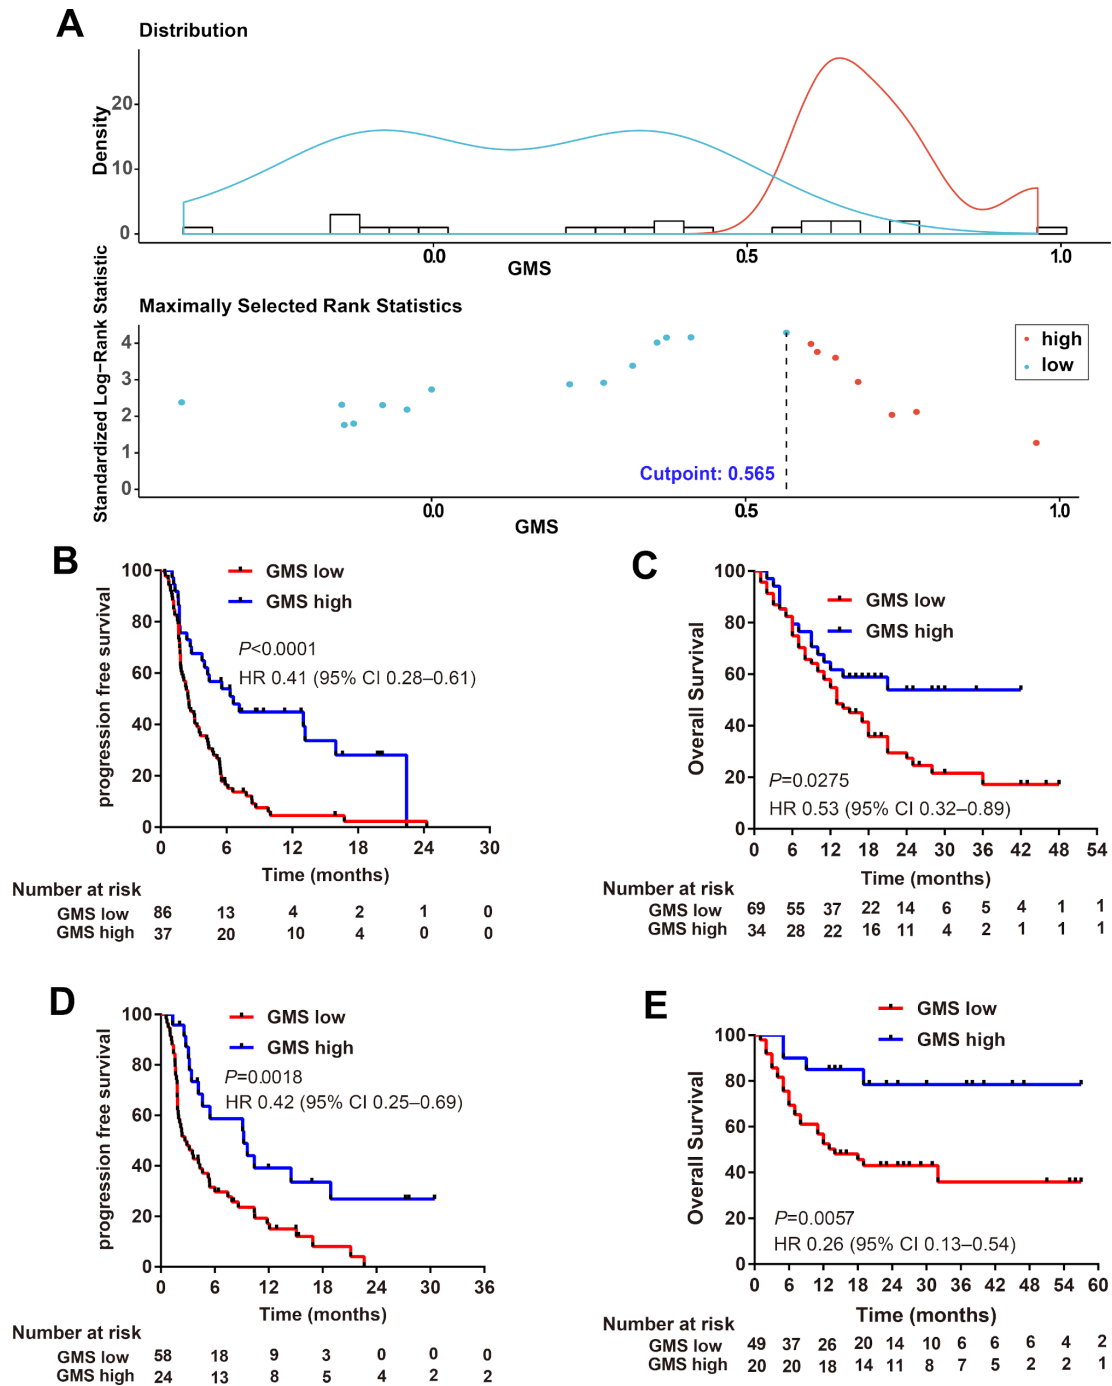 A
Distribution
Density
20
10
0
0.0 0.5 1.0
GMS
Maximally Selected Rank Statistics
Standardized Log-Rank Statistic
4
3
2
1
0
high
low
Cutpoint: 0.565
0.0 0.5 1.0
GMS
B
GMS low
GMS high
progression free survival
100
80
60
40
20
0
P<0.0001
HR 0.41 (95% CI 0.28–0.61)
0 6 12 18 24 30
Time (months)
Number at risk
GMS low 86 13 4 2 1 0
GMS high 37 20 10 4 0 0
C
GMS low
GMS high
Overall Survival
100
80
60
40
20
0
P=0.0275
HR 0.53 (95% CI 0.32–0.89)
0 6 12 18 24 30 36 42 48 54
Time (months)
Number at risk
GMS low 69 55 37 22 14 6 5 4 1 1
GMS high 34 28 22 16 11 4 2 1 1 1
D
GMS low
GMS high
progression free survival
100
80
60
40
20
0
P=0.0018
HR 0.42 (95% CI 0.25–0.69)
0 6 12 18 24 30 36
Time (months)
Number at risk
GMS low 58 18 9 3 0 0 0
GMS high 24 13 8 5 4 2 2
E
GMS low
GMS high
Overall Survival
100
80
60
40
20
0
P=0.0057
HR 0.26 (95% CI 0.13–0.54)
0 6 12 18 24 30 36 42 48 54 60
Time (months)
Number at risk
GMS low 49 37 26 20 14 10 6 6 6 4 2
GMS high 20 20 18 14 11 8 7 5 2 2 1